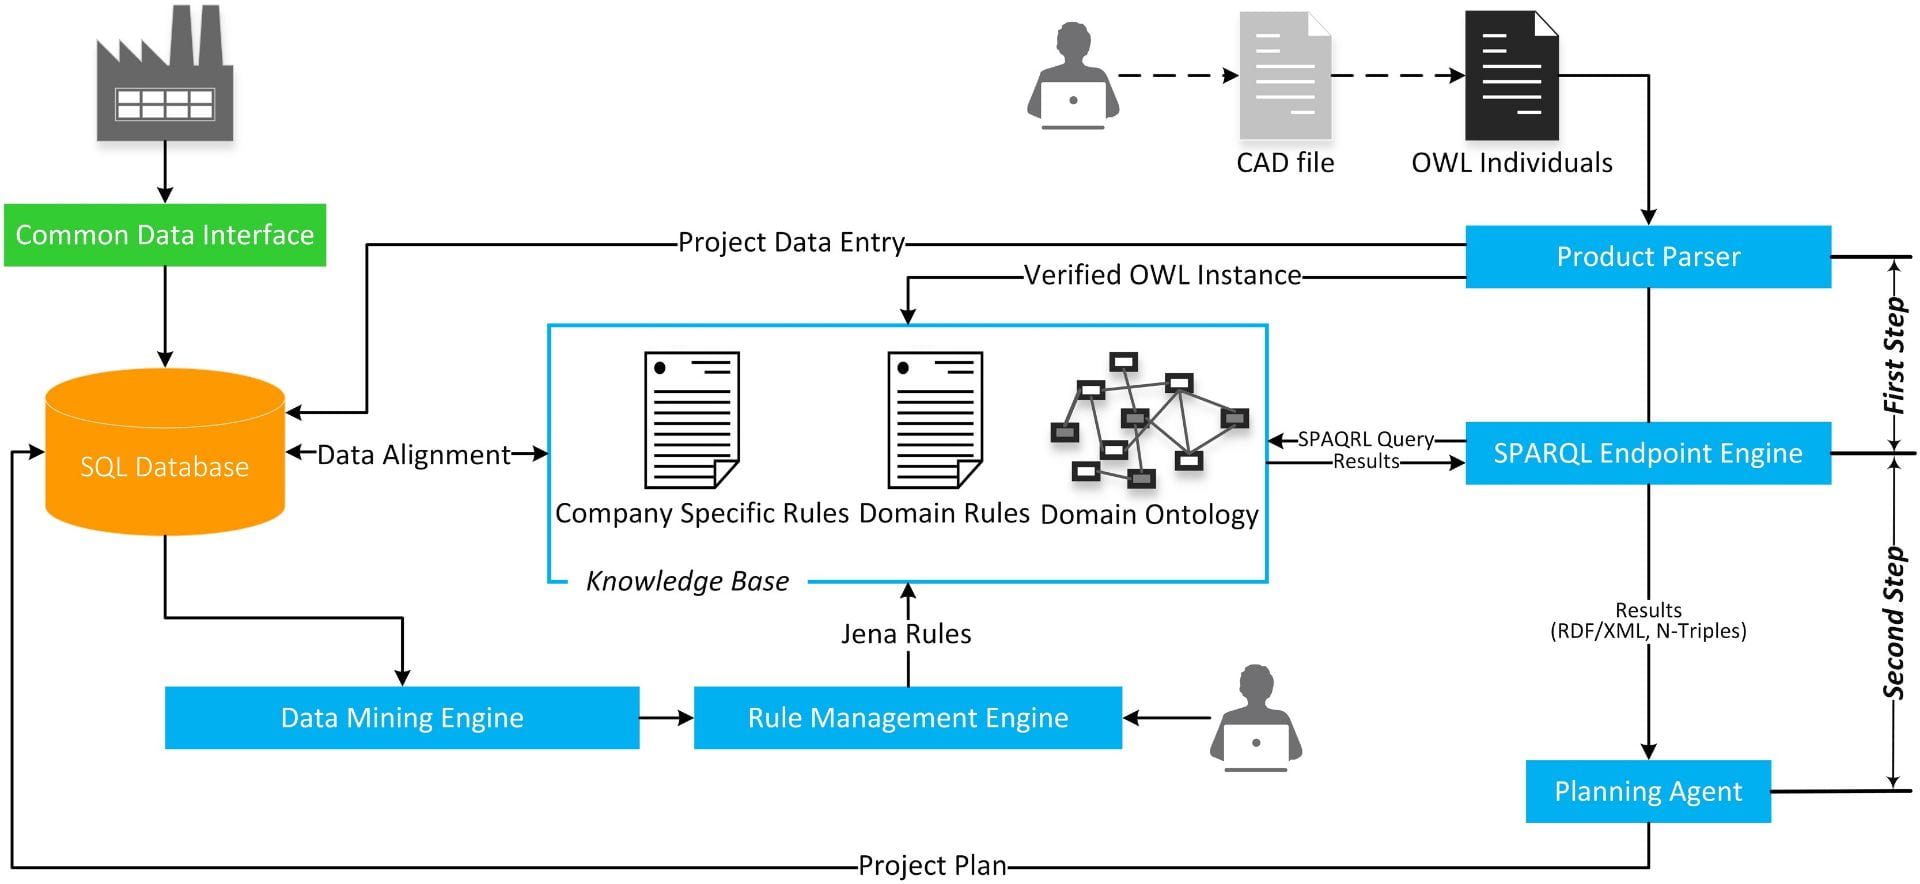 CAD file
OWL Individuals
Common Data Interface
Project Data Entry
Product Parser
Verified OWL Instance
First Step
SQL Database
Data Alignment
SPAQRL Query
Results
SPARQL Endpoint Engine
Company Specific Rules
Domain Rules
Domain Ontology
Knowledge Base
Jena Rules
Results
(RDF/XML, N-Triples)
Second Step
Data Mining Engine
Rule Management Engine
Planning Agent
Project Plan